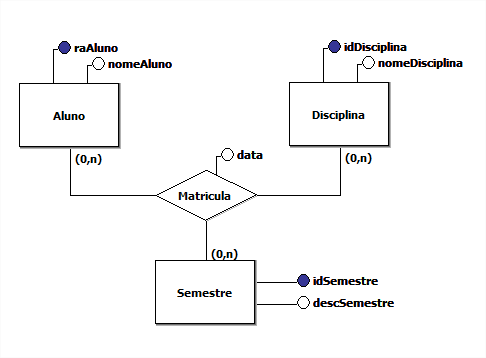 raAluno
nomeAluno
idDisciplina
nomeDisciplina
Aluno
Disciplina
(0,n)
(0,n)
data
Matricula
(0,n)
Semestre
idSemestre
descSemestre